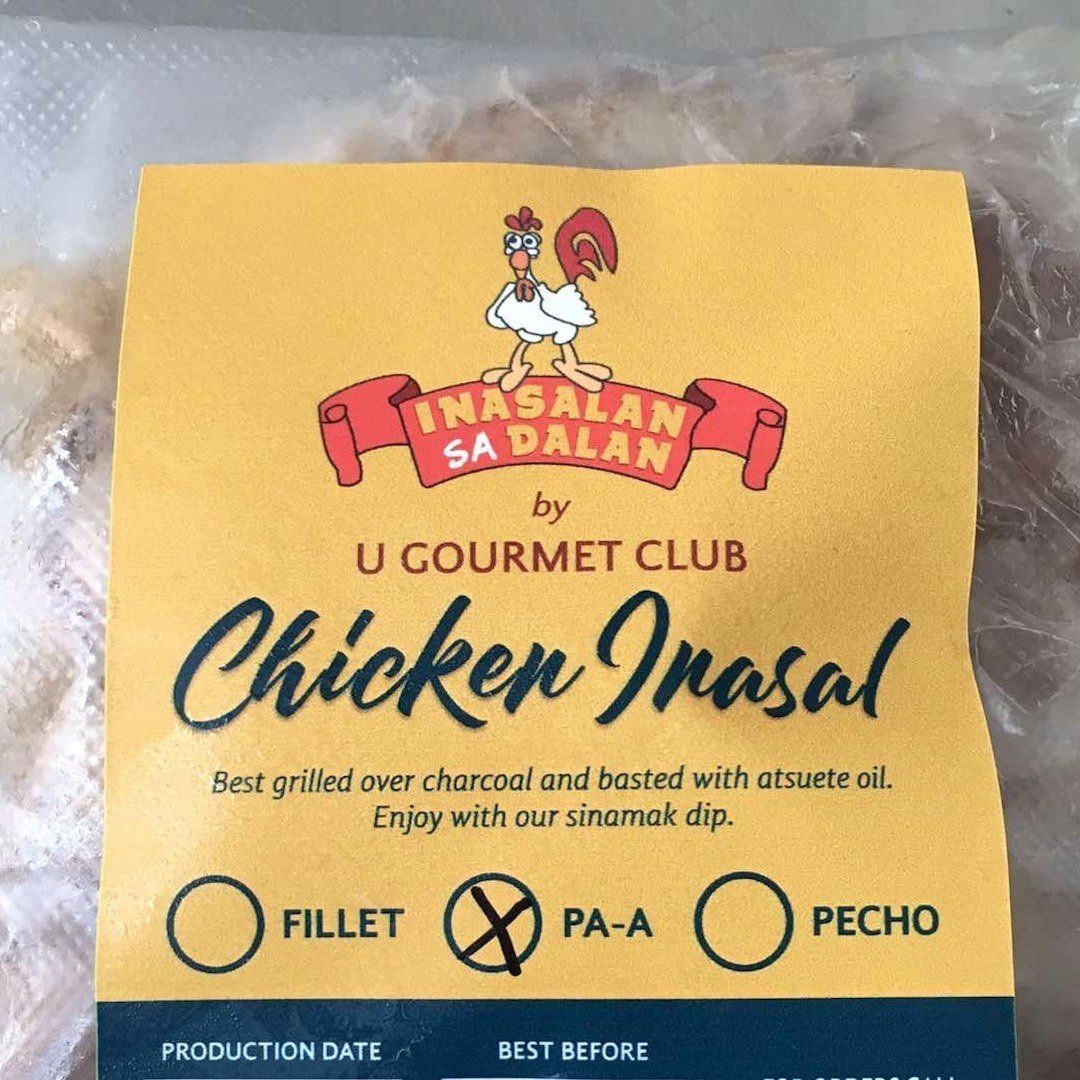 INASALAN
SA DALAN
by
U GOURMET CLUB
Chicken Inasal
Best grilled over charcoal and basted with atsuete oil.
Enjoy with our sinamak dip.
FILLET PA-A PECHO
PRODUCTION DATE BEST BEFORE